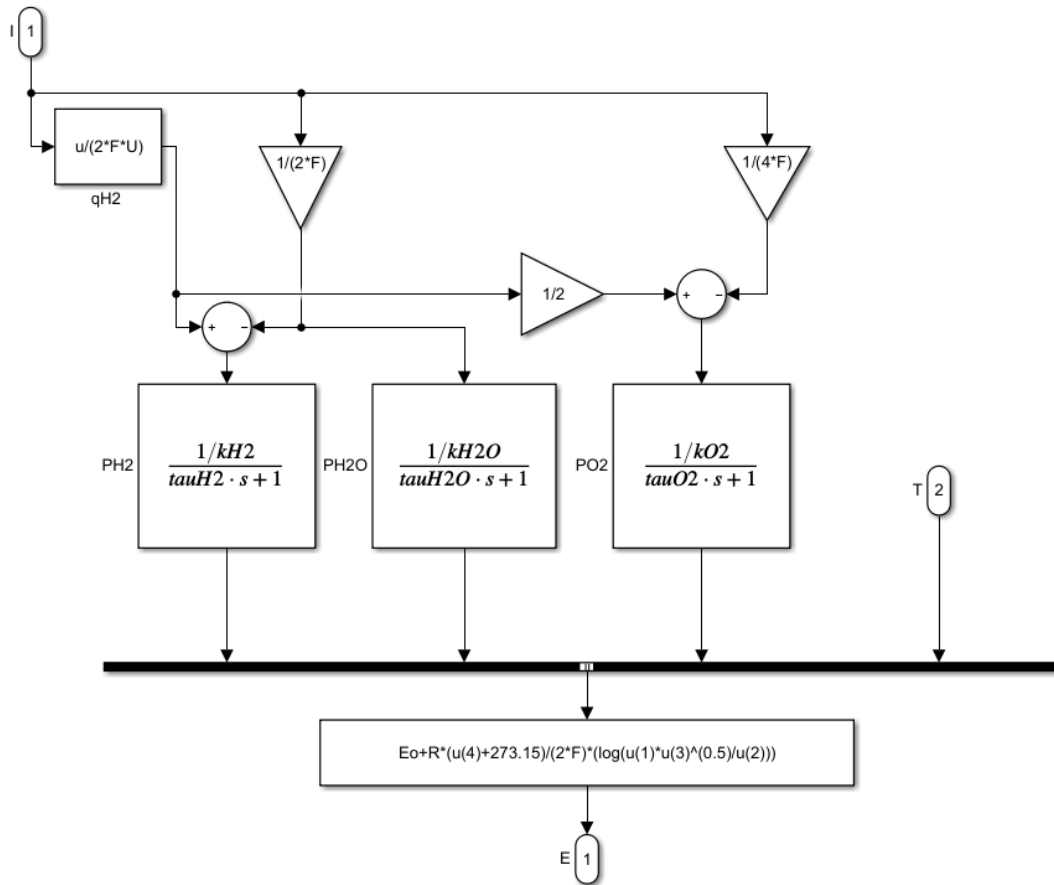 I 1
u/(2*F*U)
qH2
1/(2*F)
1/(4*F)
1/2
+ −
+ −
PH2
1/kH2
tauH2 · s + 1
PH2O
1/kH2O
tauH2O · s + 1
PO2
1/kO2
tauO2 · s + 1
T 2
Eo+R*(u(4)+273.15)/(2*F)*(log(u(1)*u(3)^(0.5)/u(2)))
E 1